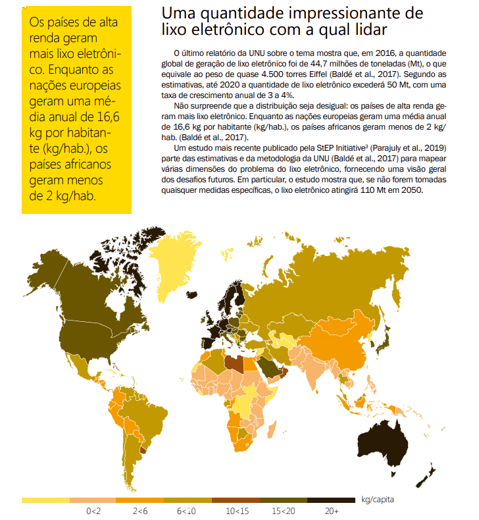 Os países de alta
renda geram
mais lixo eletrôni-
co. Enquanto as
nações europeias
geram uma mé-
dia anual de 16,6
kg por habitan-
te (kg/hab.), os
países africanos
geram menos
de 2 kg/hab.
Uma quantidade impressionante de
lixo eletrônico com a qual lidar
O último relatório da UNU sobre o tema mostra que, em 2016, a quantidade
global de geração de lixo eletrônico foi de 44,7 milhões de toneladas (Mt), o que
equivale ao peso de quase 4.500 torres Eiffel (Baldé et al., 2017). Segundo as
estimativas, até 2020 a quantidade de lixo eletrônico excederá 50 Mt, com uma
taxa de crescimento anual de 3 a 4%.
Não surpreende que a distribuição seja desigual: os países de alta renda ge-
ram mais lixo eletrônico. Enquanto as nações europeias geram uma média anual
de 16,6 kg por habitante (kg/hab.), os países africanos geram menos de 2 kg/
hab. (Baldé et al., 2017).
Um estudo mais recente publicado pela StEP Initiative³ (Parajuly et al., 2019)
parte das estimativas e da metodologia da UNU (Baldé et al., 2017) para mapear
várias dimensões do problema do lixo eletrônico, fornecendo uma visão geral
dos desafios futuros. Em particular, o estudo mostra que, se não forem tomadas
quaisquer medidas específicas, o lixo eletrônico atingirá 110 Mt em 2050.
kg/capita
0<2 2<6 6<10 10<15 15<20 20+